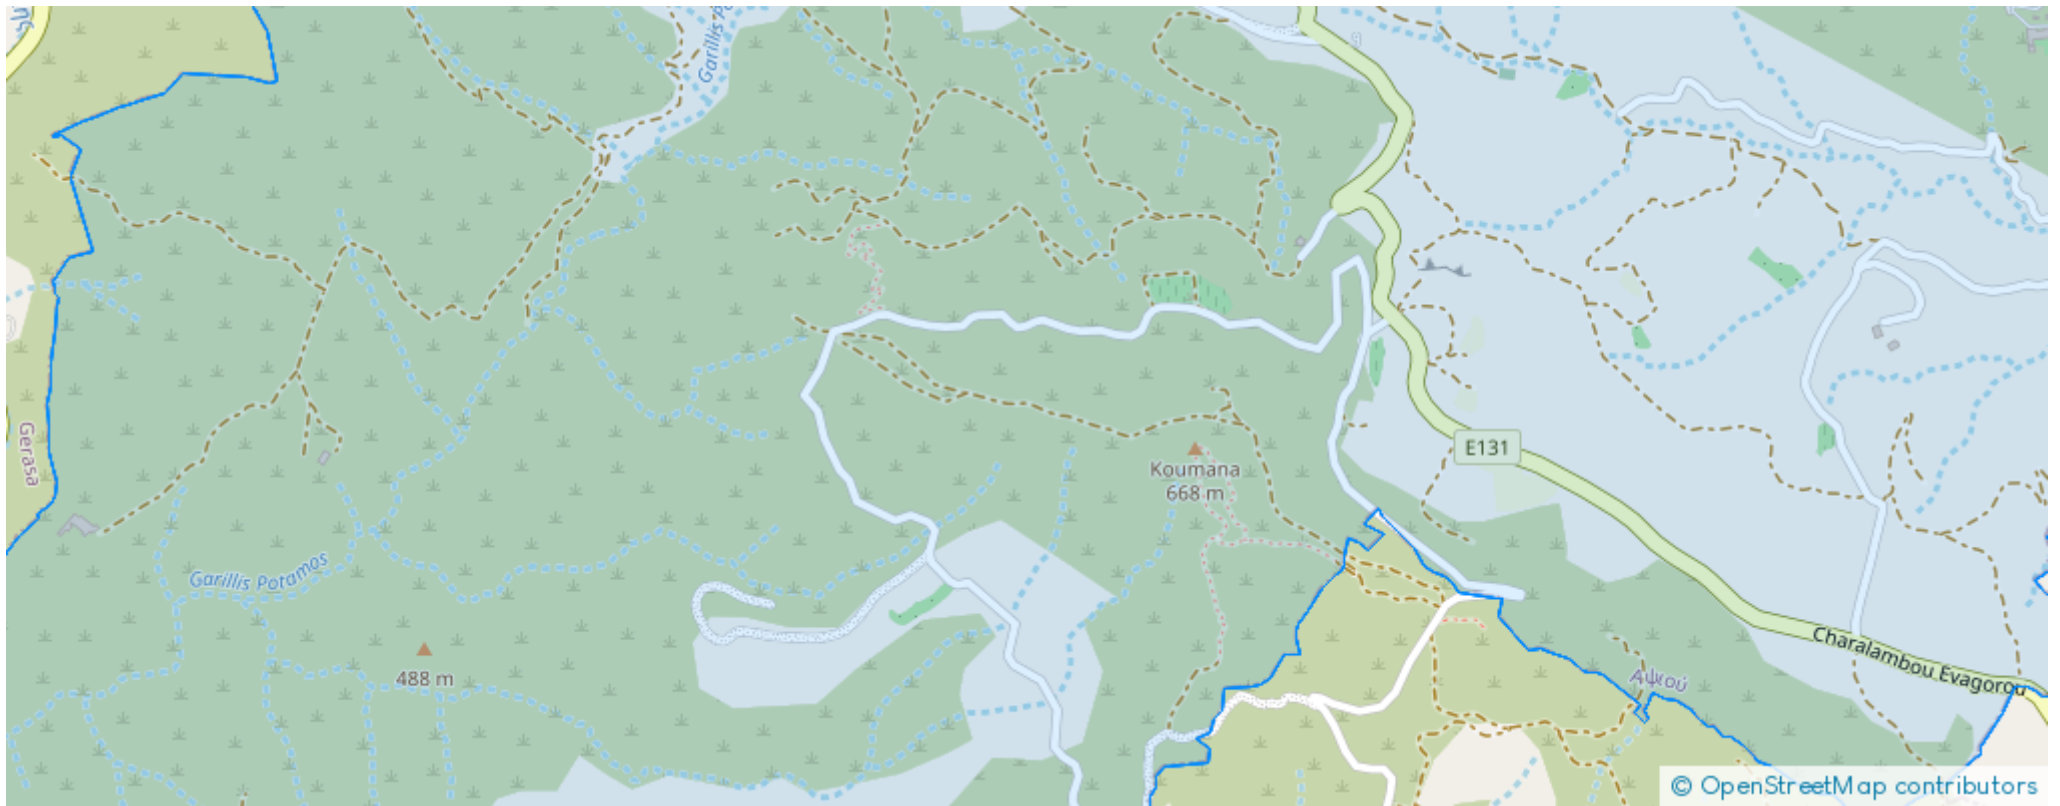 Garillis Po
E131
Gerasa
Koumana
668 m
Garillis Potamos
488 m
Charalambou Evagorou
Αψιού
© OpenStreetMap contributors